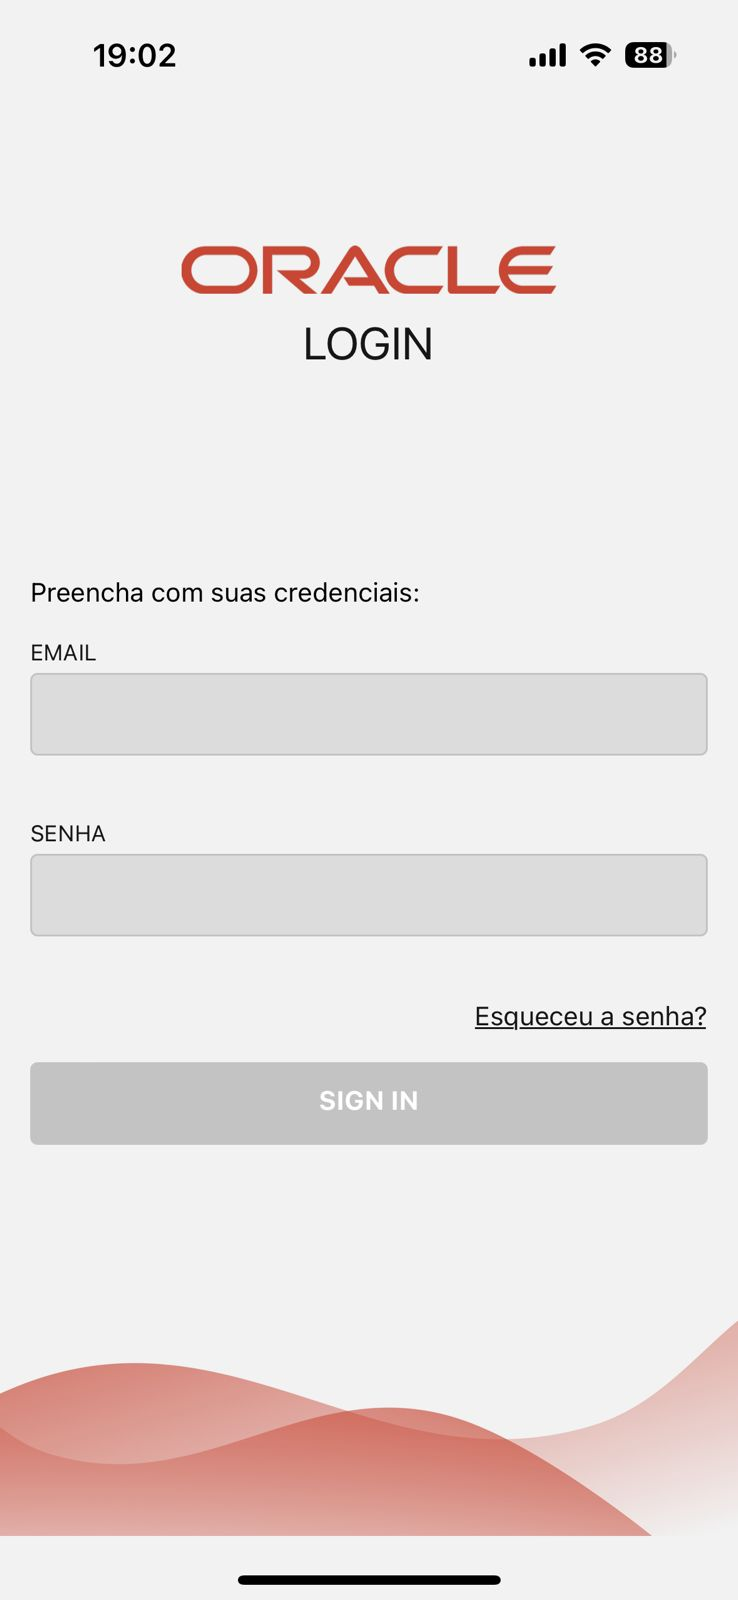 19:02 88
ORACLE
LOGIN
Preencha com suas credenciais:
EMAIL
SENHA
Esqueceu a senha?
SIGN IN